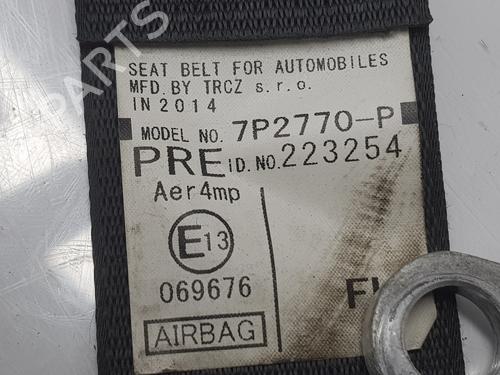 SEAT BELT FOR AUTOMOBILES
MFD.BY TRCZ s.r.o.
IN 2014
MODEL NO. 7P2770-P
PRE ID.NO.223254
Aer4mp
E13
069676
AIRBAG